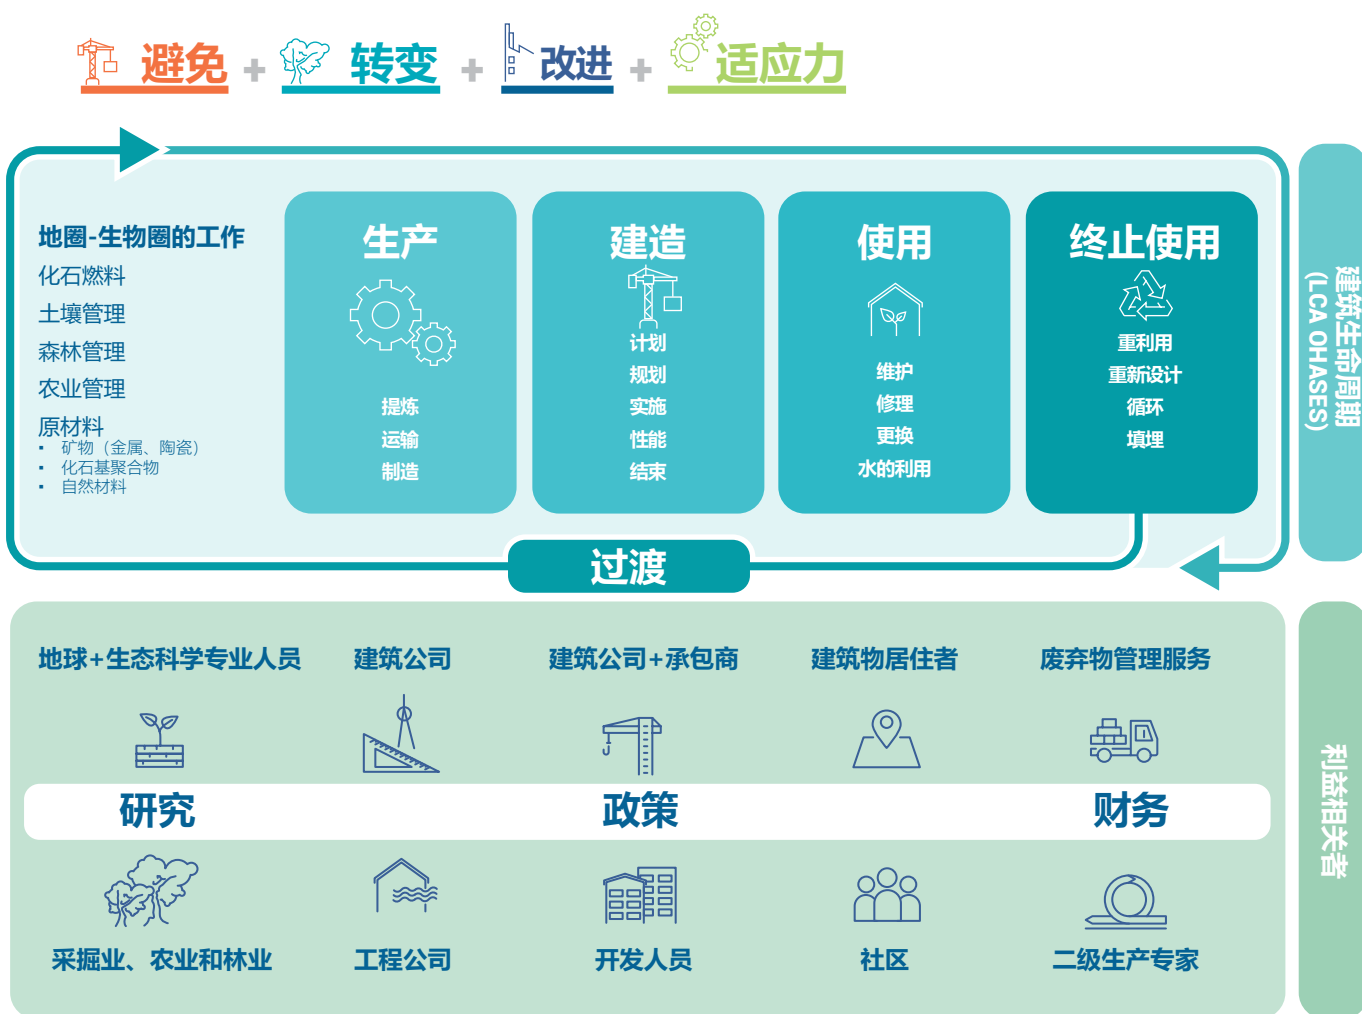 避免 + 转变 + 改进 + 适应力
地圈-生物圈的工作
化石燃料
土壤管理
森林管理
农业管理
原材料
▪ 矿物（金属、陶瓷）
▪ 化石基聚合物
▪ 自然材料
生产
提炼
运输
制造
建造
计划
规划
实施
性能
结束
使用
维护
修理
更换
水的利用
终止使用
重利用
重新设计
循环
填埋
建筑生命周期
(LCA OHASES)
过渡
地球+生态科学专业人员
建筑公司
建筑公司+承包商
建筑物居住者
废弃物管理服务
研究
政策
财务
采掘业、农业和林业
工程公司
开发人员
社区
二级生产专家
利益相关者